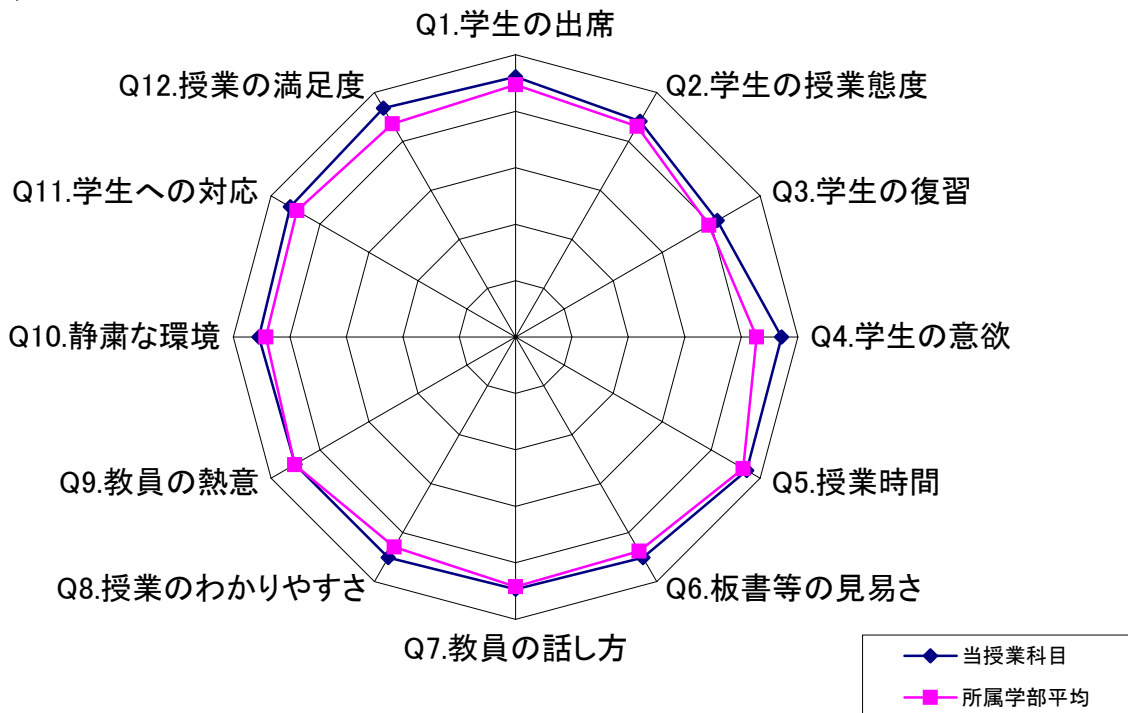 Q1.学生の出席
Q2.学生の授業態度
Q3.学生の復習
Q4.学生の意欲
Q5.授業時間
Q6.板書等の見易さ
Q7.教員の話し方
Q8.授業のわかりやすさ
Q9.教員の熱意
Q10.静粛な環境
Q11.学生への対応
Q12.授業の満足度
当授業科目
所属学部平均